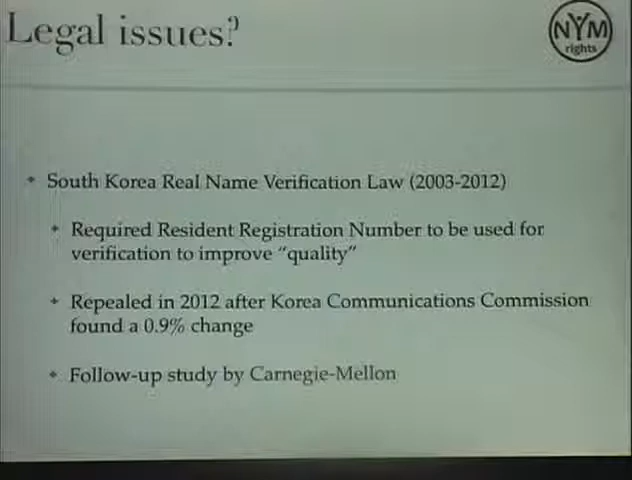 Legal issues?
NYM
rights
South Korea Real Name Verification Law (2003-2012)
Required Resident Registration Number to be used for
verification to improve “quality”
Repealed in 2012 after Korea Communications Commission
found a 0.9% change
Follow-up study by Carnegie-Mellon